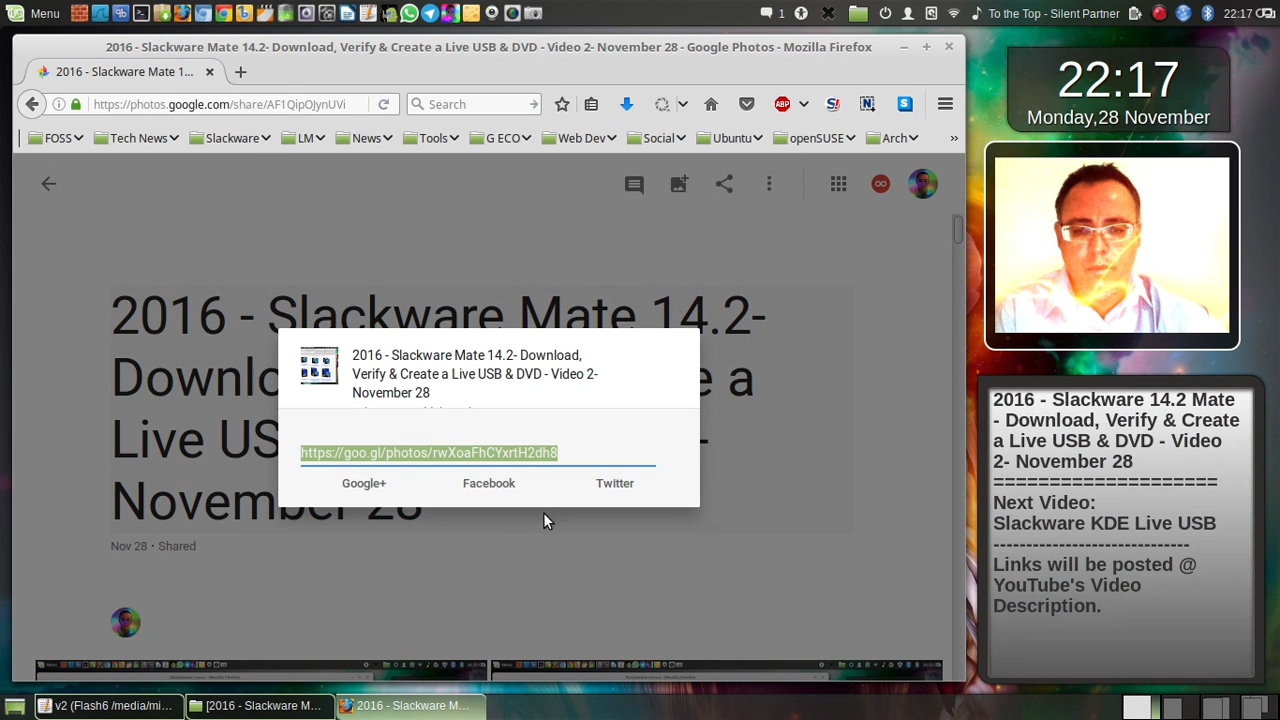 Menu
1
To the Top - Silent Partner
22:17
2016 - Slackware Mate 14.2- Download, Verify & Create a Live USB & DVD - Video 2- November 28 - Google Photos - Mozilla Firefox
2016 - Slackware Mate 1...
https://photos.google.com/share/AF1QipOJynUVi
Search
ABP
FOSS
Tech News
Slackware
LM
News
Tools
G ECO
Web Dev
Social
Ubuntu
openSUSE
Arch
»
2016 - Slackware Mate 14.2-
Downlo
e a
Live US
November 28
Nov 28 • Shared
2016 - Slackware Mate 14.2- Download,
Verify & Create a Live USB & DVD - Video 2-
November 28
https://goo.gl/photos/rwXoaFhCYxrtH2dh8
Google+
Facebook
Twitter
22:17
Monday,28 November
2016 - Slackware 14.2 Mate
- Download, Verify & Create
a Live USB & DVD - Video
2- November 28
====================
Next Video:
Slackware KDE Live USB
----------------------------
Links will be posted @
YouTube's Video
Description.
v2 (Flash6 /media/mi...
[2016 - Slackware M...
2016 - Slackware M...